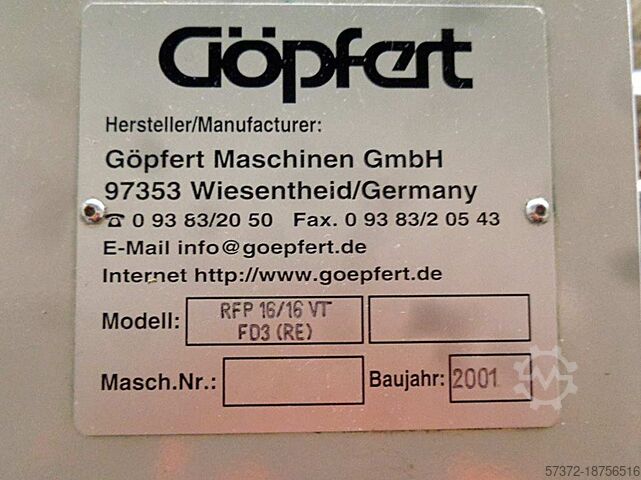 Göpfert
Hersteller/Manufacturer:
Göpfert Maschinen GmbH
97353 Wiesentheid/Germany
☎ 0 93 83/20 50 Fax. 0 93 83/2 05 43
E-Mail info@goepfert.de
Internet http://www.goepfert.de
Modell: RFP 16/16 VT
FD3 (RE)
Masch.Nr.: Baujahr: 2001
57372-18756516